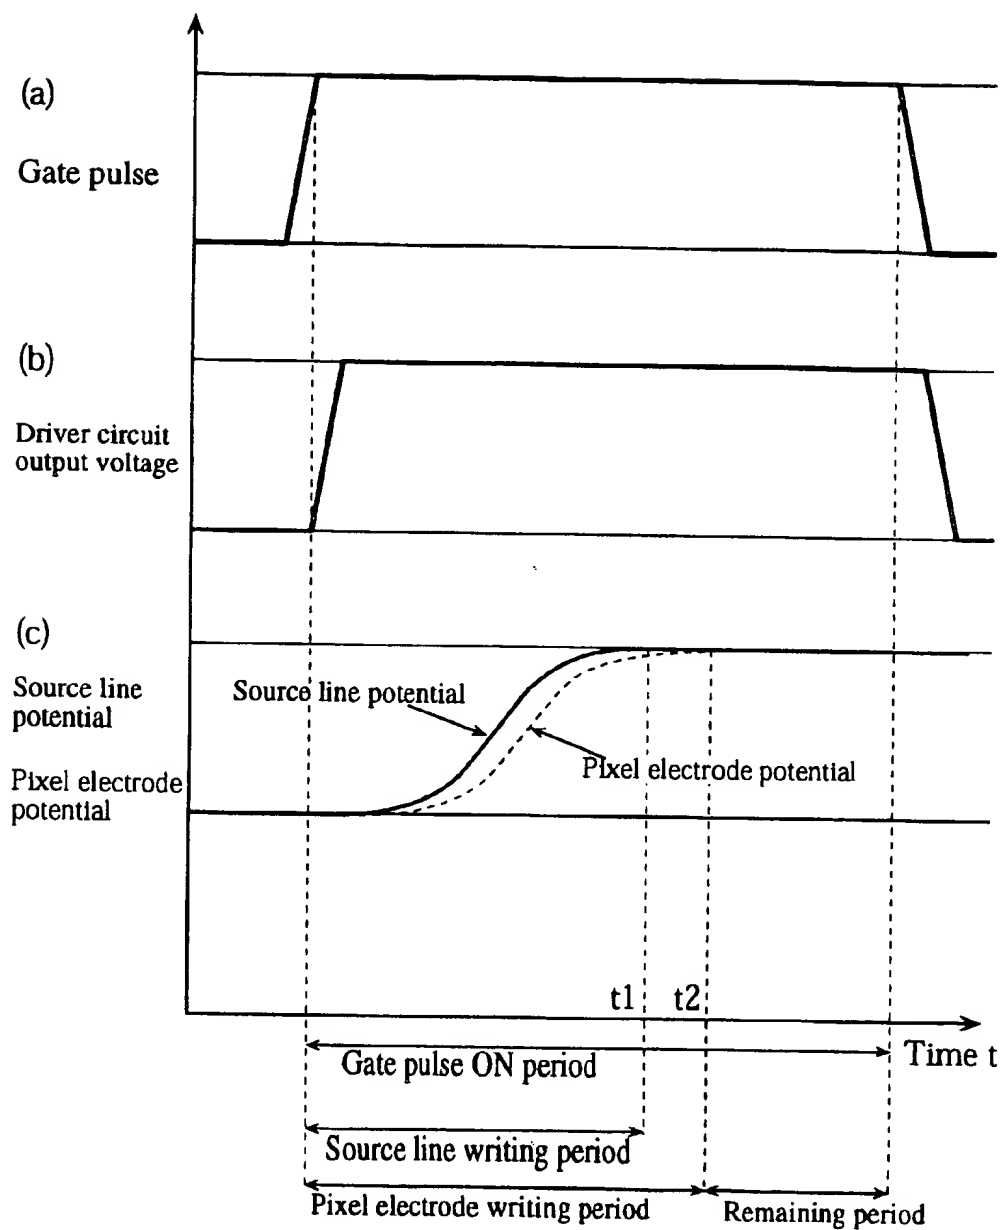 (a)
Gate pulse
(b)
Driver circuit
output voltage
(c)
Source line
potential
Source line potential
Pixel electrode potential
Pixel electrode
potential
t1
t2
Time t
Gate pulse ON period
Source line writing period
Pixel electrode writing period
Remaining period